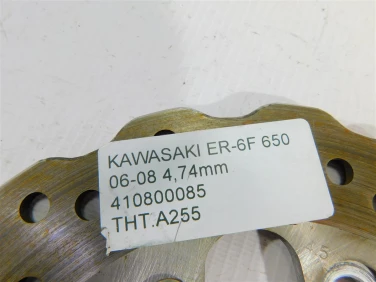 KAWASAKI ER-6F 650
06-08 4,74mm
410800085
THT.A255